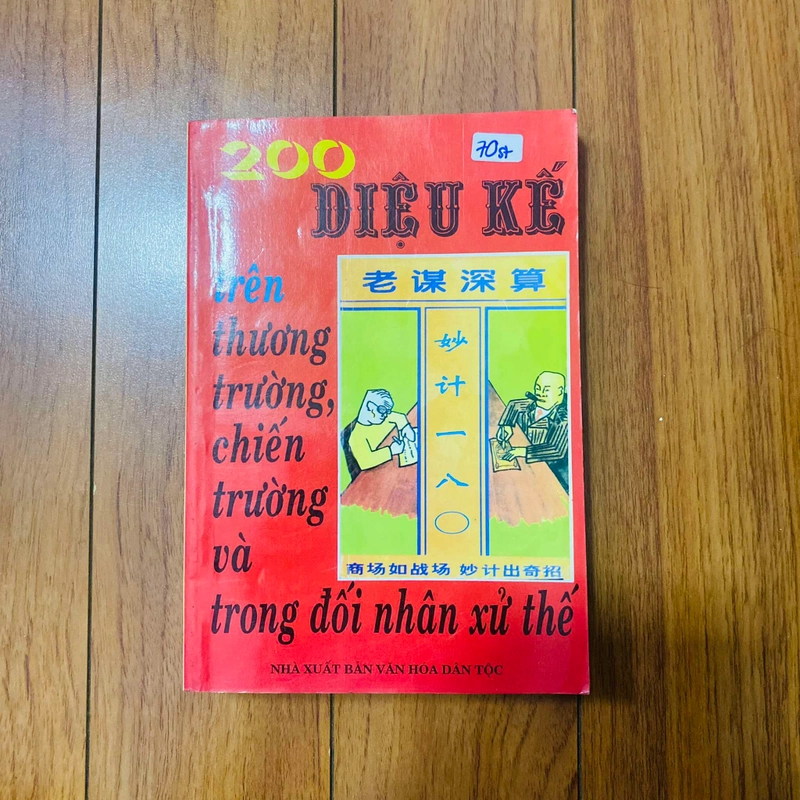 200
70st
DIỆU KẾ
trên
thương
trường,
chiến
trường
và
trong đối nhân xử thế
老谋深算
妙计一八〇
商场如战场 妙计出奇招
NHÀ XUẤT BẢN VĂN HÓA DÂN TỘC